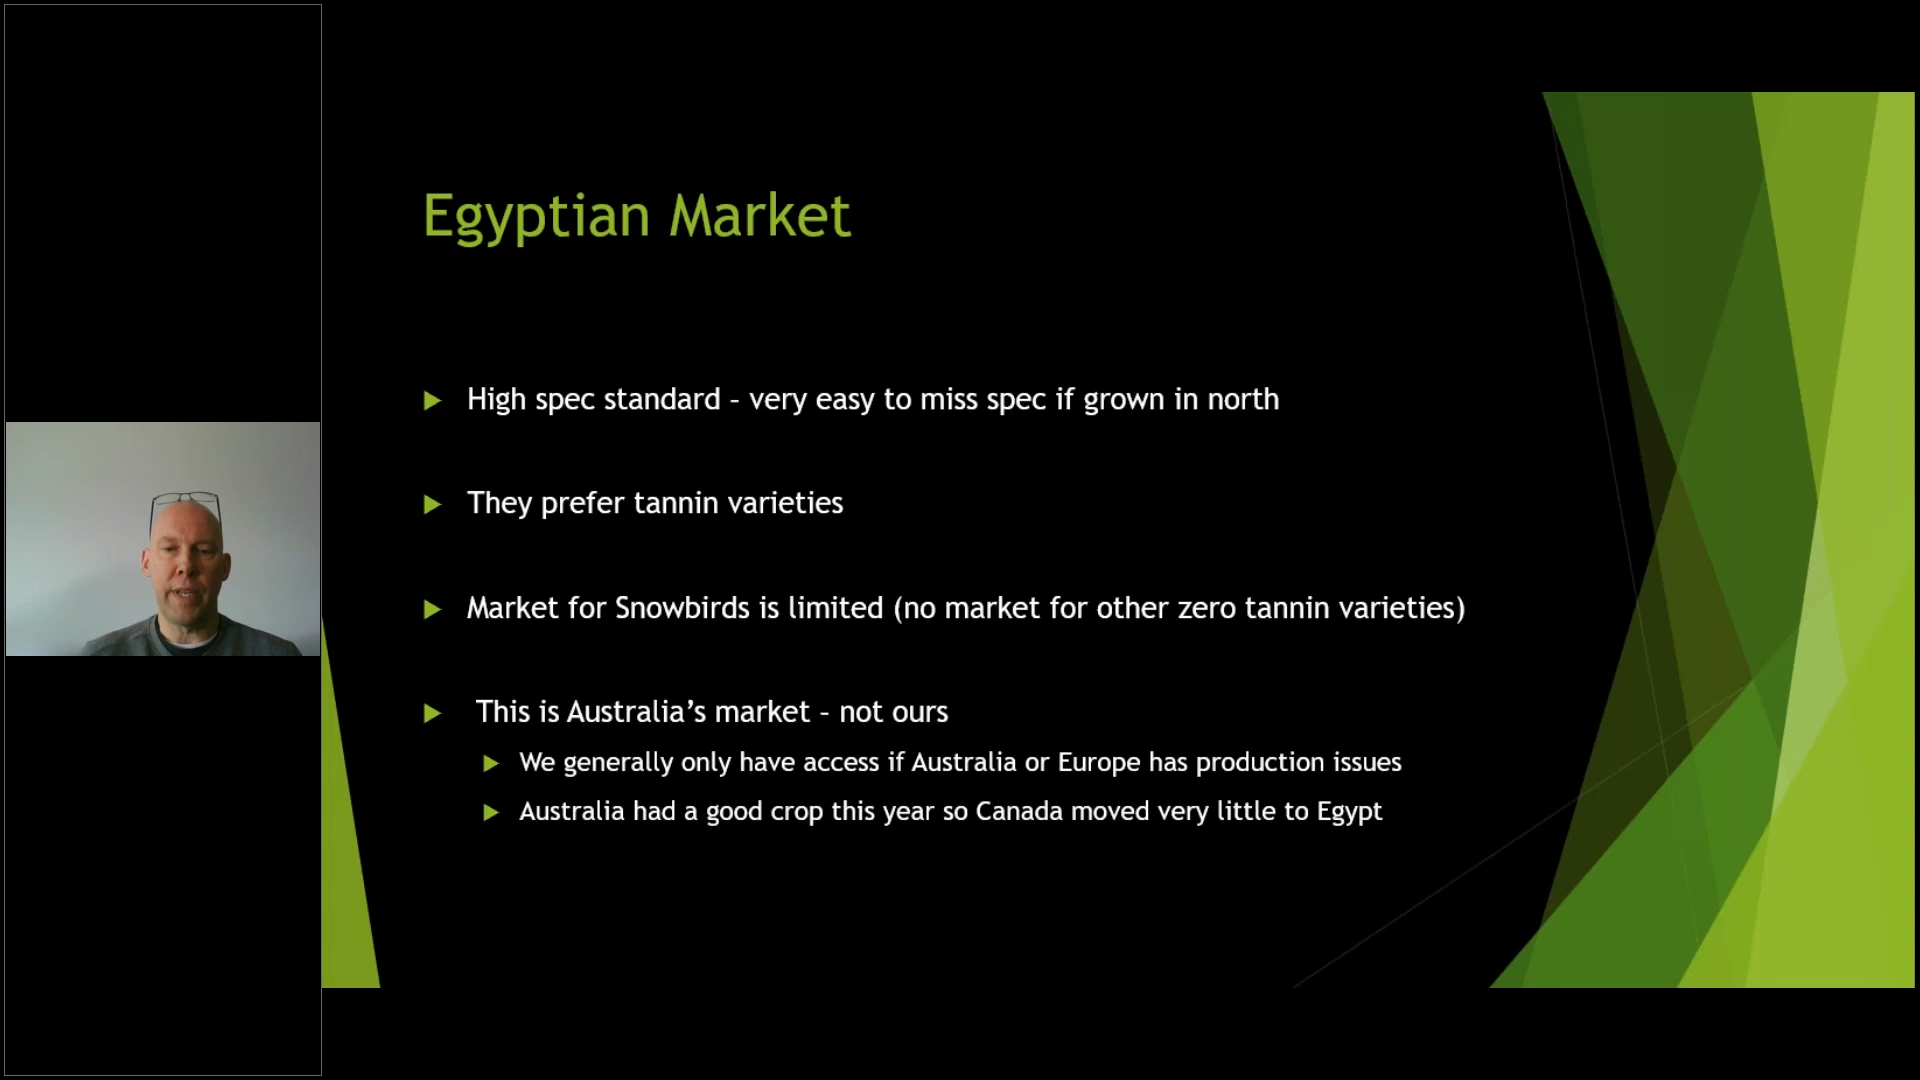 Egyptian Market
High spec standard – very easy to miss spec if grown in north
They prefer tannin varieties
Market for Snowbirds is limited (no market for other zero tannin varieties)
This is Australia’s market – not ours
We generally only have access if Australia or Europe has production issues
Australia had a good crop this year so Canada moved very little to Egypt